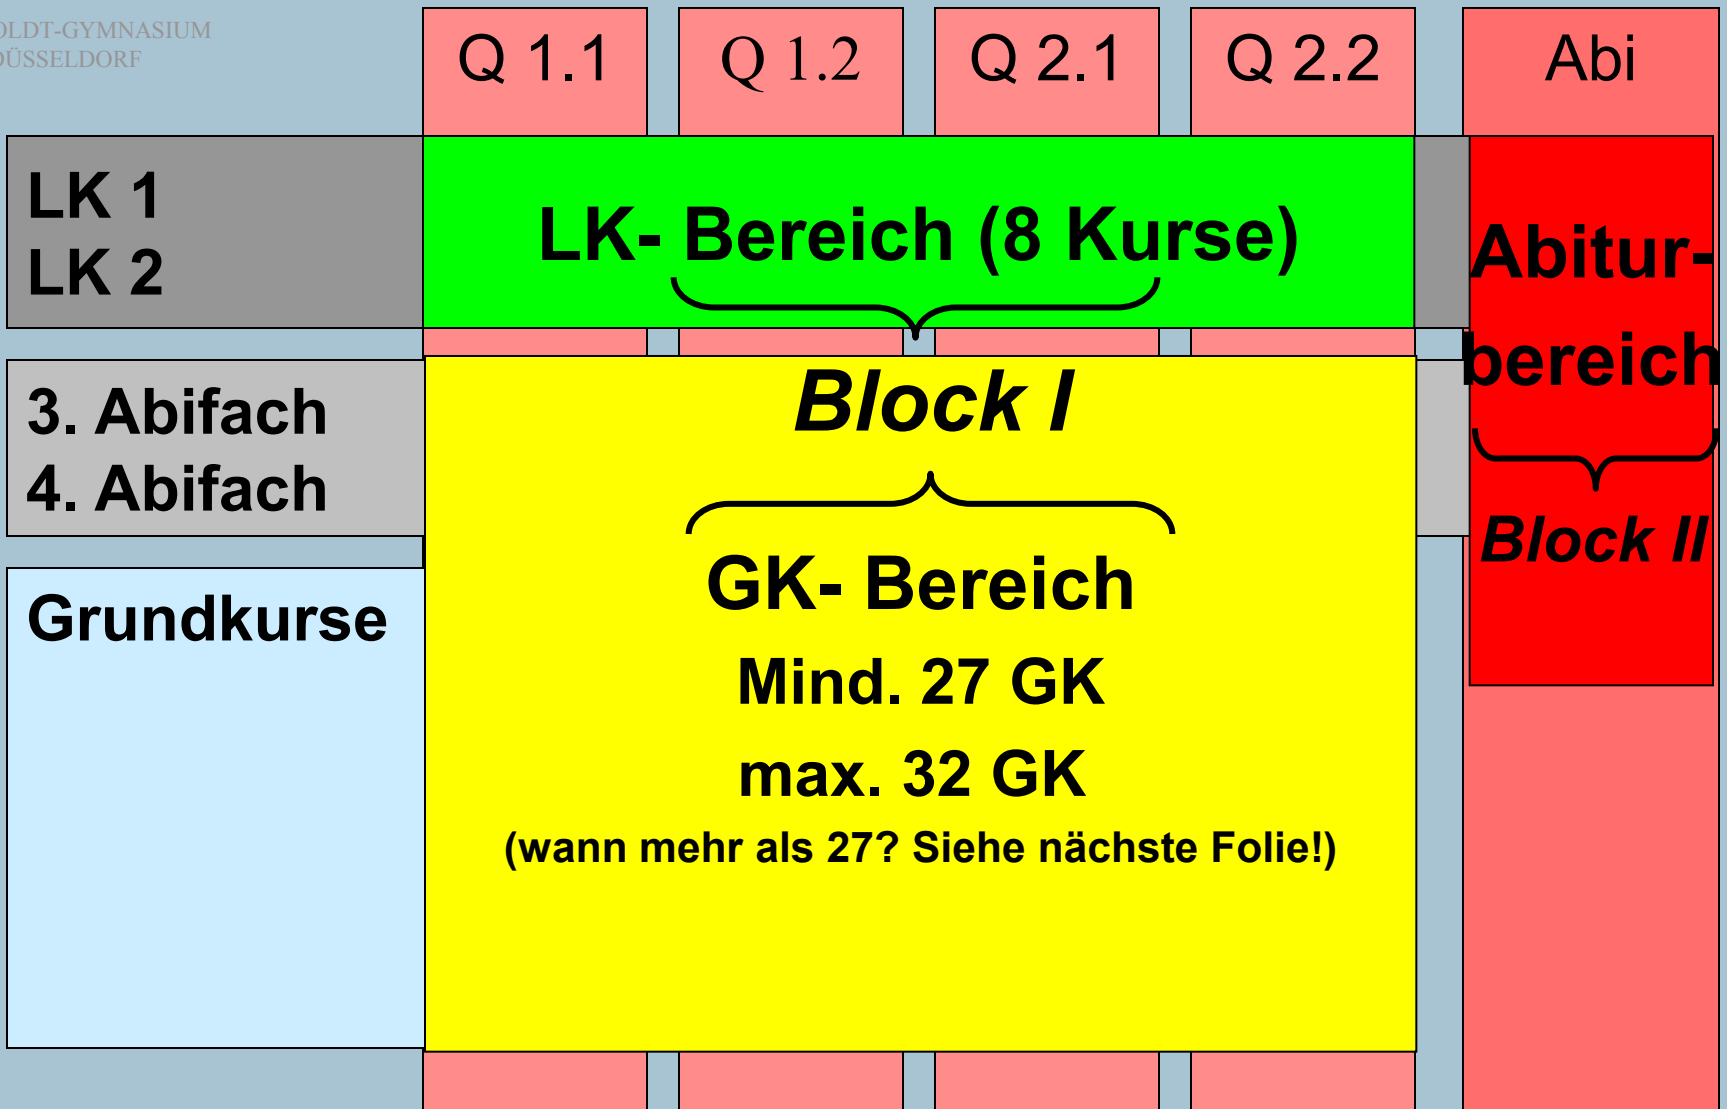 OLDT-GYMNASIUM
DÜSSELDORF
Q 1.1
Q 1.2
Q 2.1
Q 2.2
Abi
LK 1
LK 2
LK- Bereich (8 Kurse)
Abitur-
bereich
Block II
3. Abifach
4. Abifach
Block I
Grundkurse
GK- Bereich
Mind. 27 GK
max. 32 GK
(wann mehr als 27? Siehe nächste Folie!)